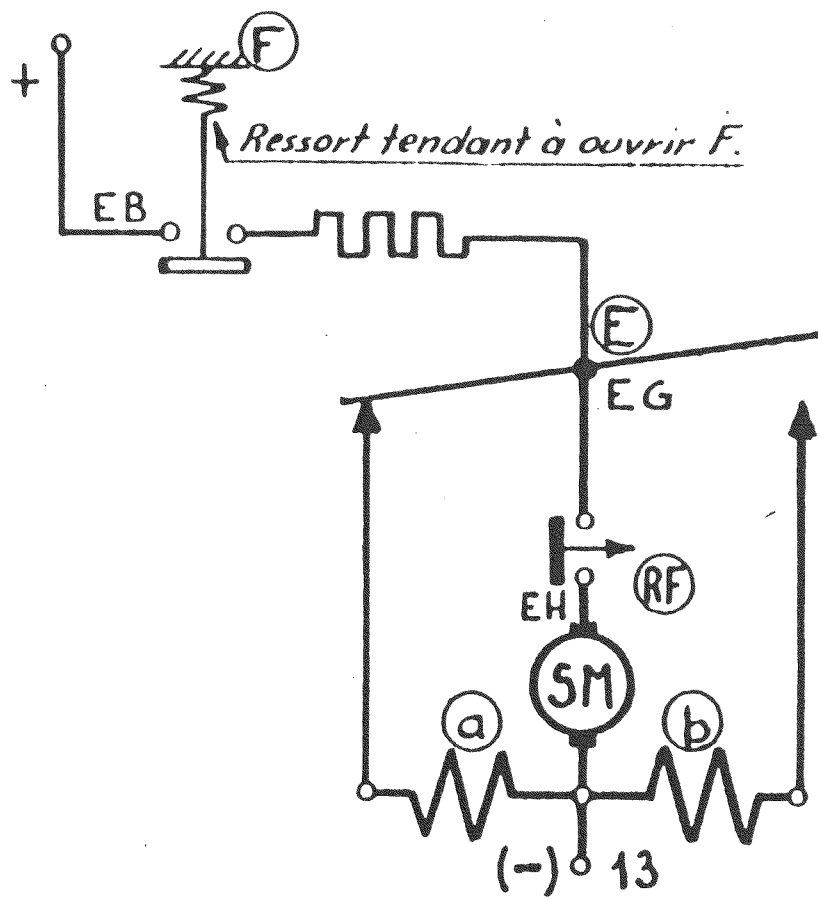 F
+
Ressort tendant à ouvrir F.
EB
E
EG
RF
EH
SM
a
b
(-) 13